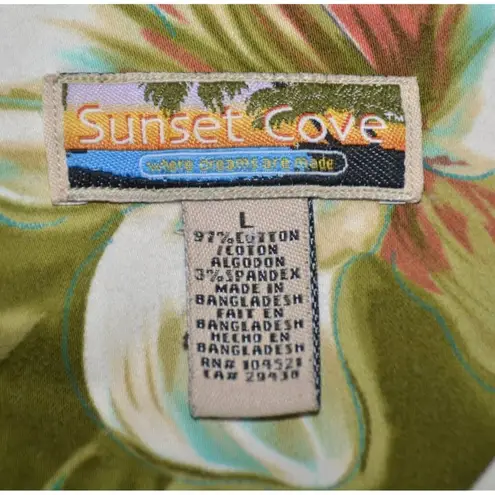 Sunset Cove™
where dreams are made
L
97%COTTON
/COTON
ALGODON
3%SPANDEX
MADE IN
BANGLADESH
FAIT EN
BANGLADESH
HECHO EN
BANGLADESH
RN# 104521
CA# 29430